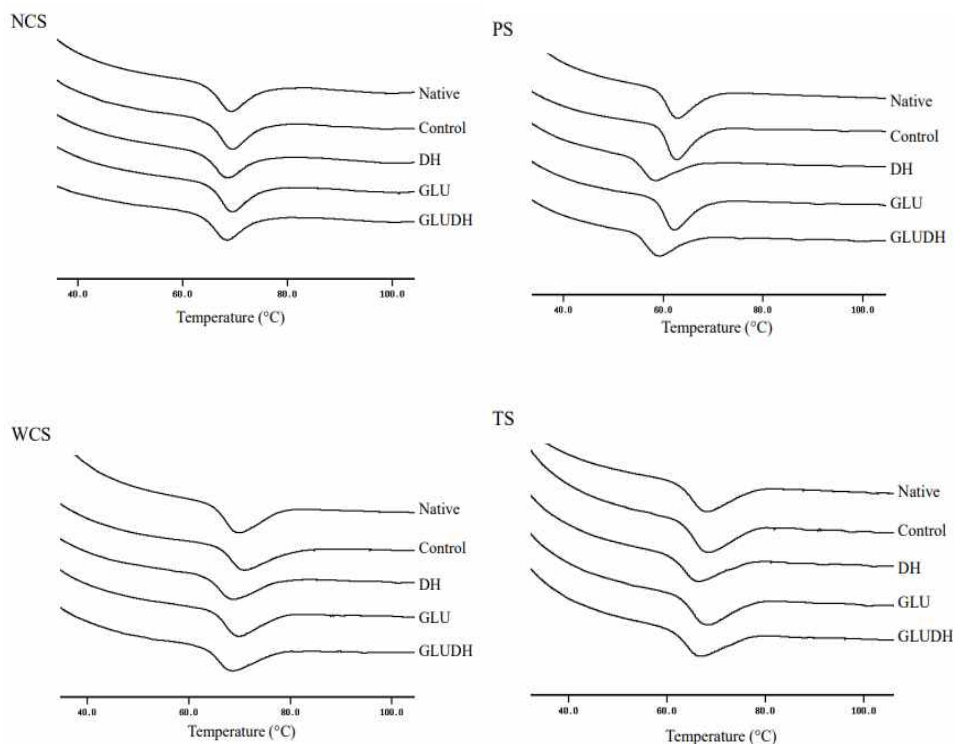 NCS
Native
Control
DH
GLU
GLUDH
40.0 60.0 80.0 100.0
Temperature (°C)
PS
Native
Control
DH
GLU
GLUDH
40.0 60.0 80.0 100.0
Temperature (°C)
WCS
Native
Control
DH
GLU
GLUDH
40.0 60.0 80.0 100.0
Temperature (°C)
TS
Native
Control
DH
GLU
GLUDH
40.0 60.0 80.0 100.0
Temperature (°C)